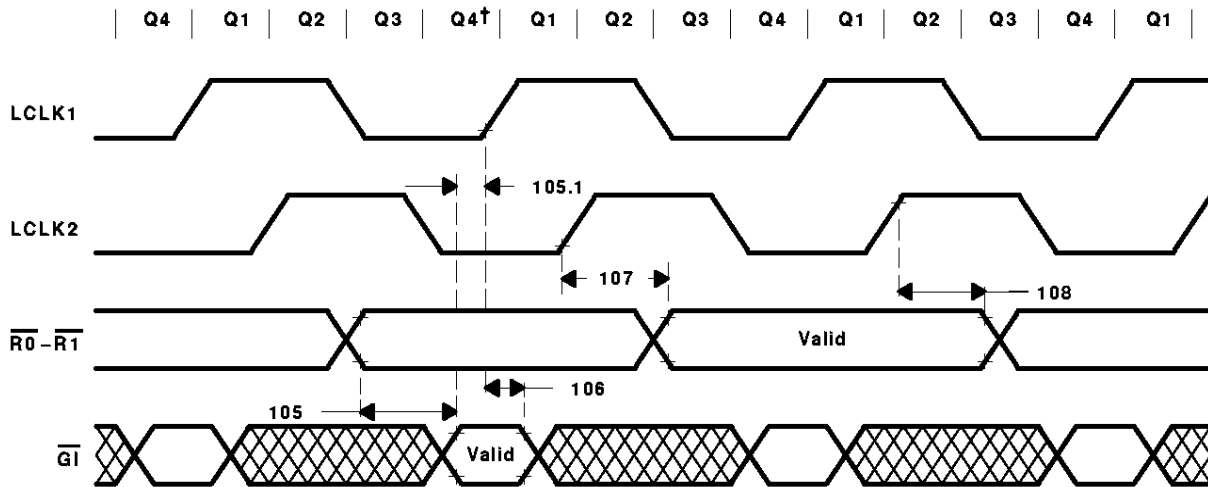 Q4 Q1 Q2 Q3 Q4† Q1 Q2 Q3 Q4 Q1 Q2 Q3 Q4 Q1
LCLK1
105.1
LCLK2
107
108
R0–R1
Valid
106
105
GI
Valid